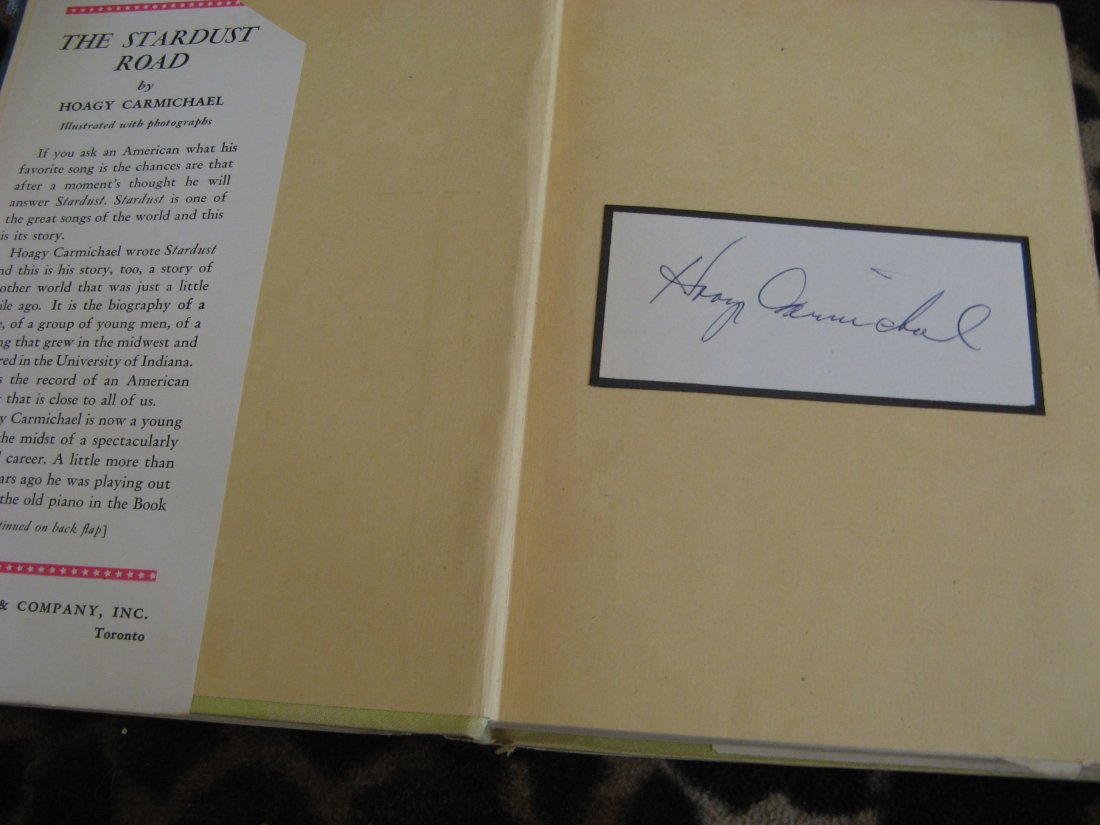 THE STARDUST
ROAD
by
HOAGY CARMICHAEL
Illustrated with photographs
If you ask an American what his
favorite song is the chances are that
after a moment's thought he will
answer Stardust. Stardust is one of
the great songs of the world and this
is its story.
Hoagy Carmichael wrote Stardust
this is his story, too, a story of
other world that was just a little
ago. It is the biography of a
of a group of young men, of a
that grew in the midwest and
in the University of Indiana.
the record of an American
that is close to all of us.
Carmichael is now a young
the midst of a spectacularly
career. A little more than
ago he was playing out
the old piano in the Book
on back flap]
& COMPANY, INC.
Toronto
Hoagy Carmichael